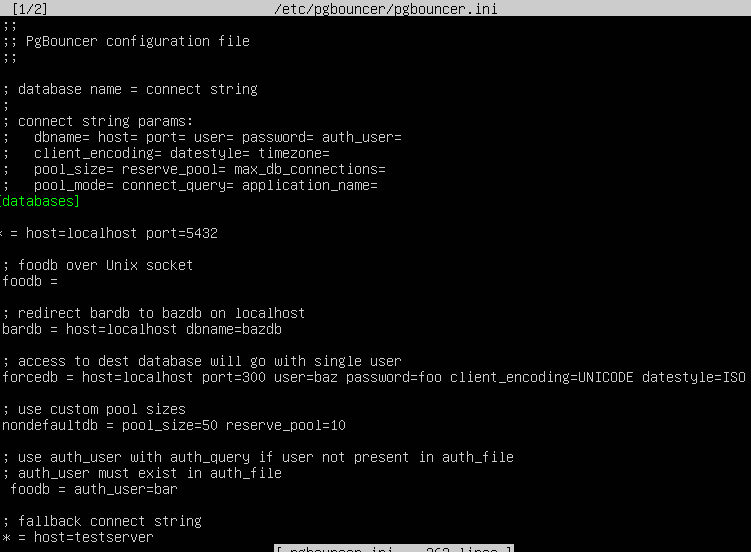 [1/2] /etc/pgbouncer/pgbouncer.ini
;;
;; PgBouncer configuration file
;;
; database name = connect string
;
; connect string params:
;   dbname= host= port= user= password= auth_user=
;   client_encoding= datestyle= timezone=
;   pool_size= reserve_pool= max_db_connections=
;   pool_mode= connect_query= application_name=
[databases]
* = host=localhost port=5432
; foodb over Unix socket
foodb =
; redirect bardb to bazdb on localhost
bardb = host=localhost dbname=bazdb
; access to dest database will go with single user
forcedb = host=localhost port=300 user=baz password=foo client_encoding=UNICODE datestyle=ISO
; use custom pool sizes
nondefaultdb = pool_size=50 reserve_pool=10
; use auth_user with auth_query if user not present in auth_file
; auth_user must exist in auth_file
 foodb = auth_user=bar
; fallback connect string
* = host=testserver